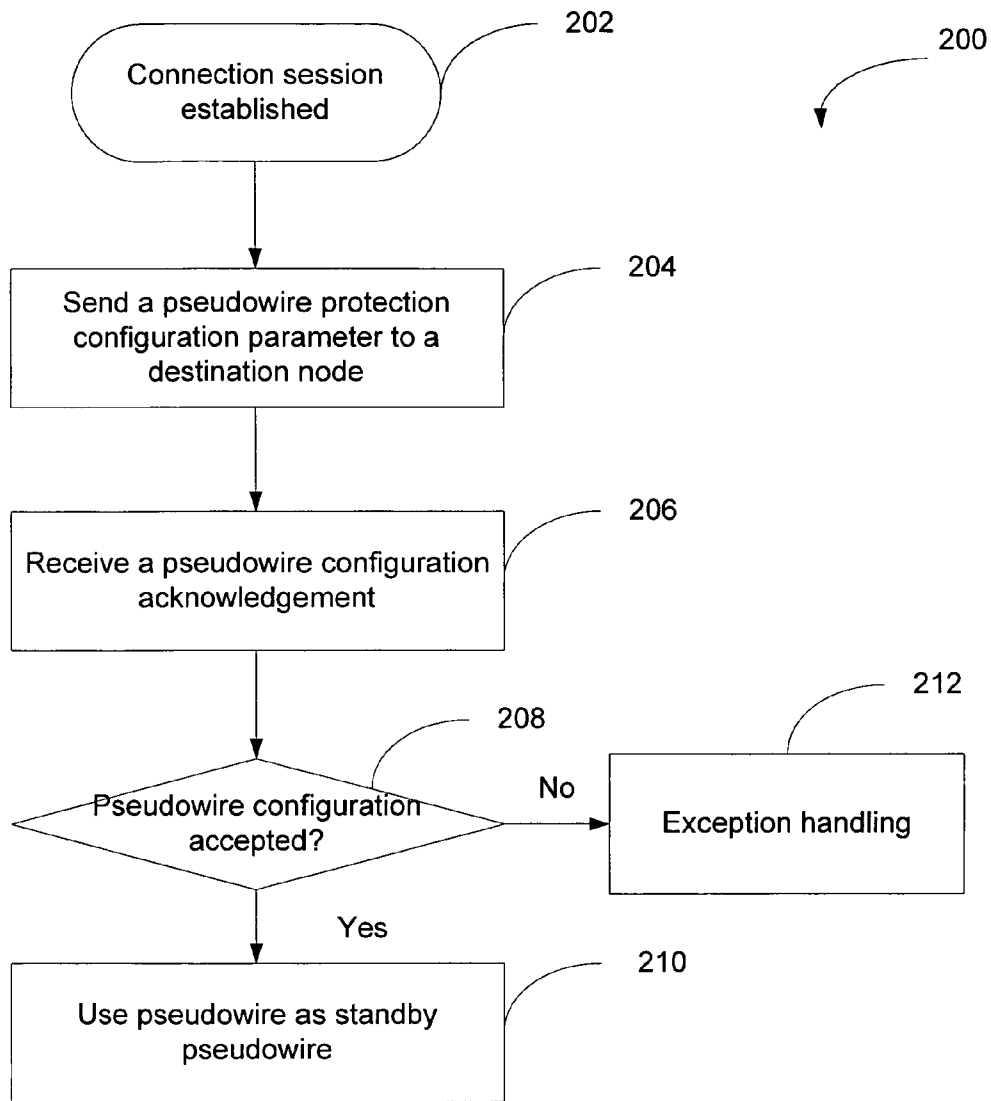 202
200
Connection session
established
204
Send a pseudowire protection
configuration parameter to a
destination node
206
Receive a pseudowire configuration
acknowledgement
212
208
Pseudowire configuration
accepted?
No
Exception handling
Yes
210
Use pseudowire as standby
pseudowire